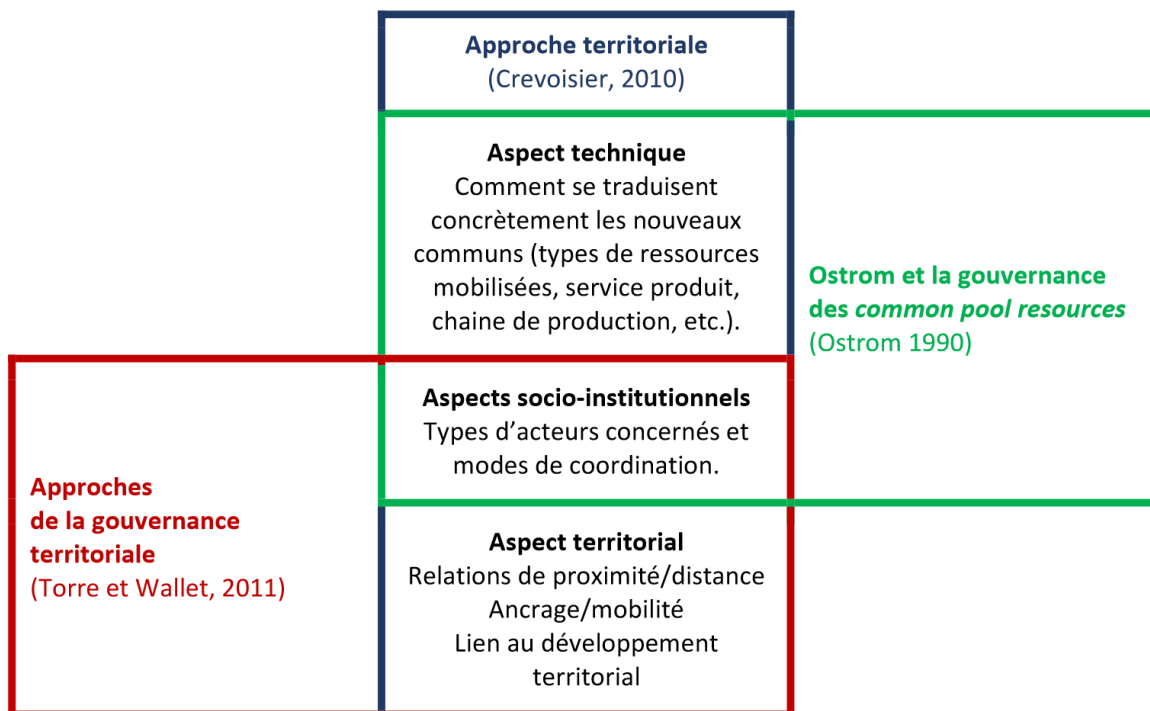 Approche territoriale
(Crevoisier, 2010)
Aspect technique
Comment se traduisent
concrètement les nouveaux
communs (types de ressources
mobilisées, service produit,
chaine de production, etc.).
Ostrom et la gouvernance
des common pool resources
(Ostrom 1990)
Aspects socio-institutionnels
Types d’acteurs concernés et
modes de coordination.
Approches
de la gouvernance
territoriale
(Torre et Wallet, 2011)
Aspect territorial
Relations de proximité/distance
Ancrage/mobilité
Lien au développement
territorial